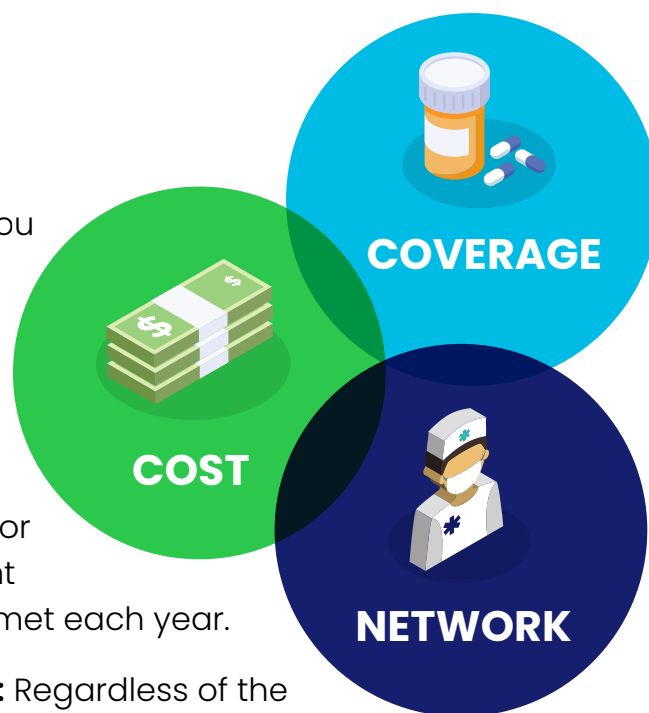 COVERAGE
ou
COST
or
nt
met each year.
NETWORK
: Regardless of the